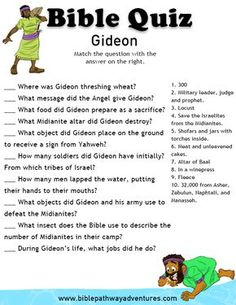 Bible Quiz
Gideon
Match the question with the
answer on the right.
___ Where was Gideon threshing wheat?
___ What message did the Angel give Gideon?
___ What food did Gideon prepare as a sacrifice?
___ What Midianite altar did Gideon destroy?
___ What object did Gideon place on the ground
to receive a sign from Yahweh?
___ How many soldiers did Gideon have initially?
From which tribes of Israel?
___ How many men lapped the water, putting
their hands to their mouths?
___ What objects did Gideon and his army use to
defeat the Midianites?
___ What insect does the Bible use to describe the
number of Midianites in their camp?
___ During Gideon's life, what jobs did he do?
1. 300
2. Military leader, judge
and prophet.
3. Locust
4. Save the Israelites
from the Midianites.
5. Shofars and jars with
torches inside.
6. Meat and unleavened
cakes.
7. Altar of Baal
8. In a winepress
9. Fleece
10. 32,000 from Asher,
Zebulun, Naphtali, and
Manasseh.
www.biblepathwayadventures.com